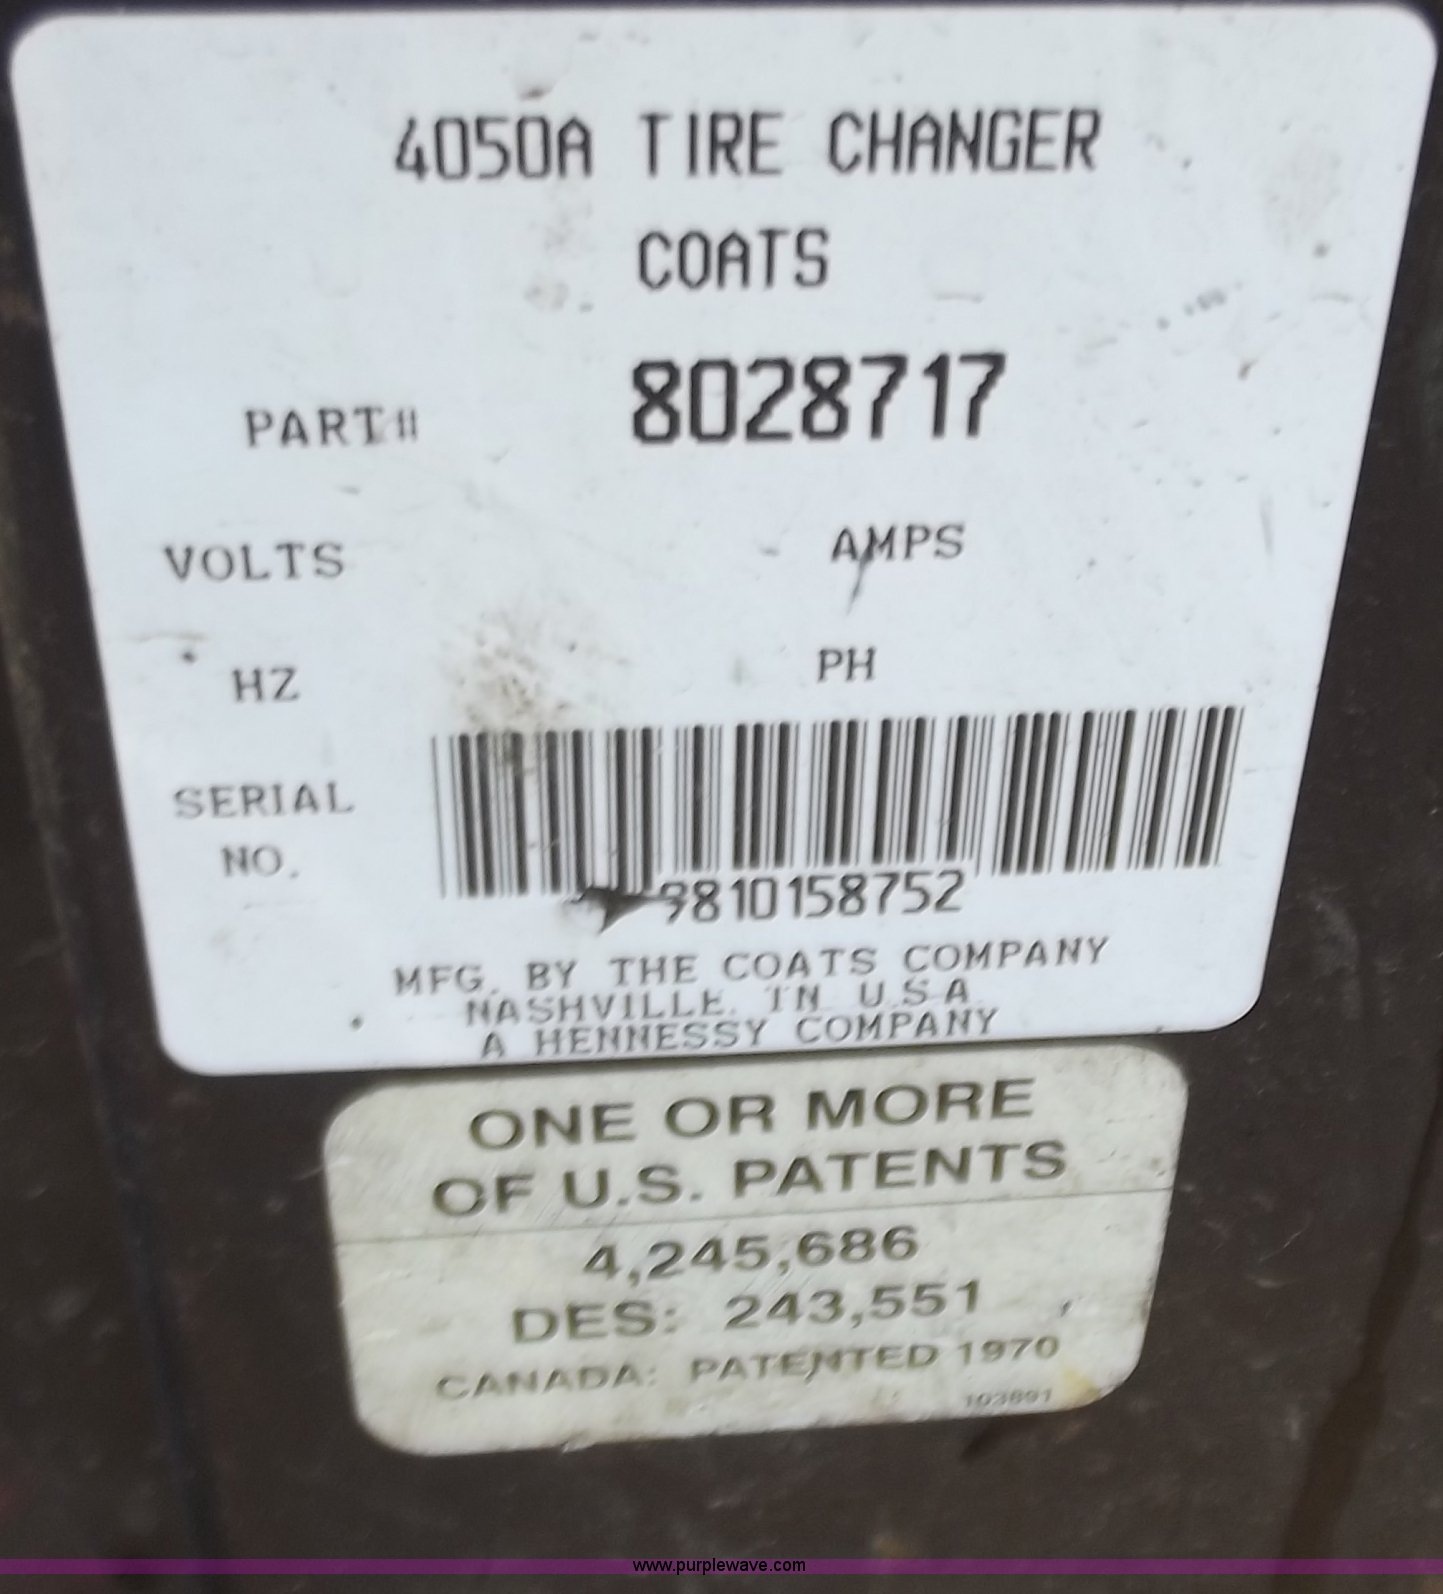 4050A TIRE CHANGER
COATS
PART# 8028717
VOLTS AMPS
HZ PH
SERIAL
NO.
9810158752
MFG. BY THE COATS COMPANY
NASHVILLE, TN U.S.A
A HENNESSY COMPANY
ONE OR MORE
OF U.S. PATENTS
4,245,686
DES: 243,551
CANADA: PATENTED 1970
www.purplewave.com